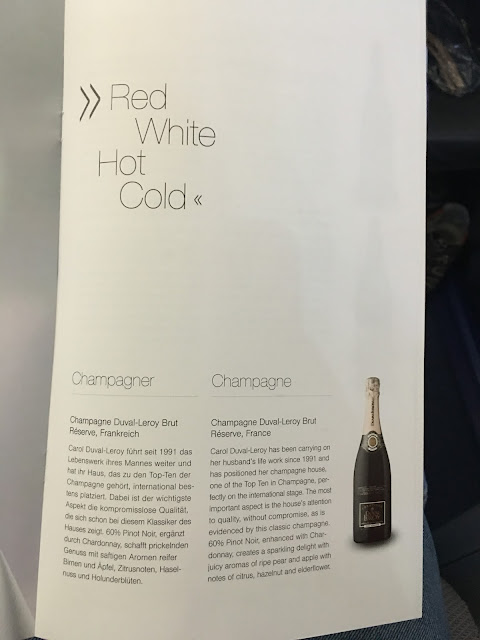 » Red
White
Hot
Cold «
Champagner
Champagne Duval-Leroy Brut
Réserve, Frankreich
Carol Duval-Leroy führt seit 1991 das
Lebenswerk ihres Mannes weiter und
hat ihr Haus, das zu den Top-Ten der
Champagne gehört, international bes-
tens platziert. Dabei ist der wichtigste
Aspekt die kompromisslose Qualität,
die sich schon bei diesem Klassiker des
Hauses zeigt. 60% Pinot Noir, ergänzt
durch Chardonnay, schafft prickelnden
Genuss mit saftigen Aromen reifer
Birnen und Äpfel, Zitrusnoten, Hasel-
nuss und Holunderblüten.
Champagne
Champagne Duval-Leroy Brut
Réserve, France
Carol Duval-Leroy has been carrying on
her husband's life work since 1991 and
has positioned her champagne house,
one of the Top Ten in Champagne, per-
fectly on the international stage. The most
important aspect is the house's attention
to quality, without compromise, as is
evidenced by this classic champagne.
60% Pinot Noir, enhanced with Char-
donnay, creates a sparkling delight with
juicy aromas of ripe pear and apple with
notes of citrus, hazelnut and elderflower.